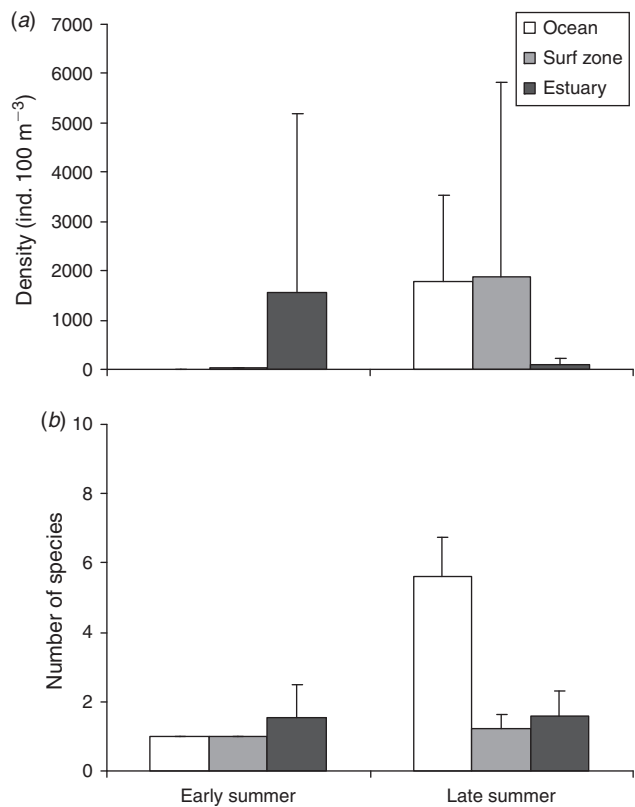 (a)
Ocean
Surf zone
Estuary
7000
6000
5000
4000
3000
2000
1000
0
Density (ind. 100 m⁻³)
(b)
10
8
6
4
2
0
Number of species
Early summer
Late summer